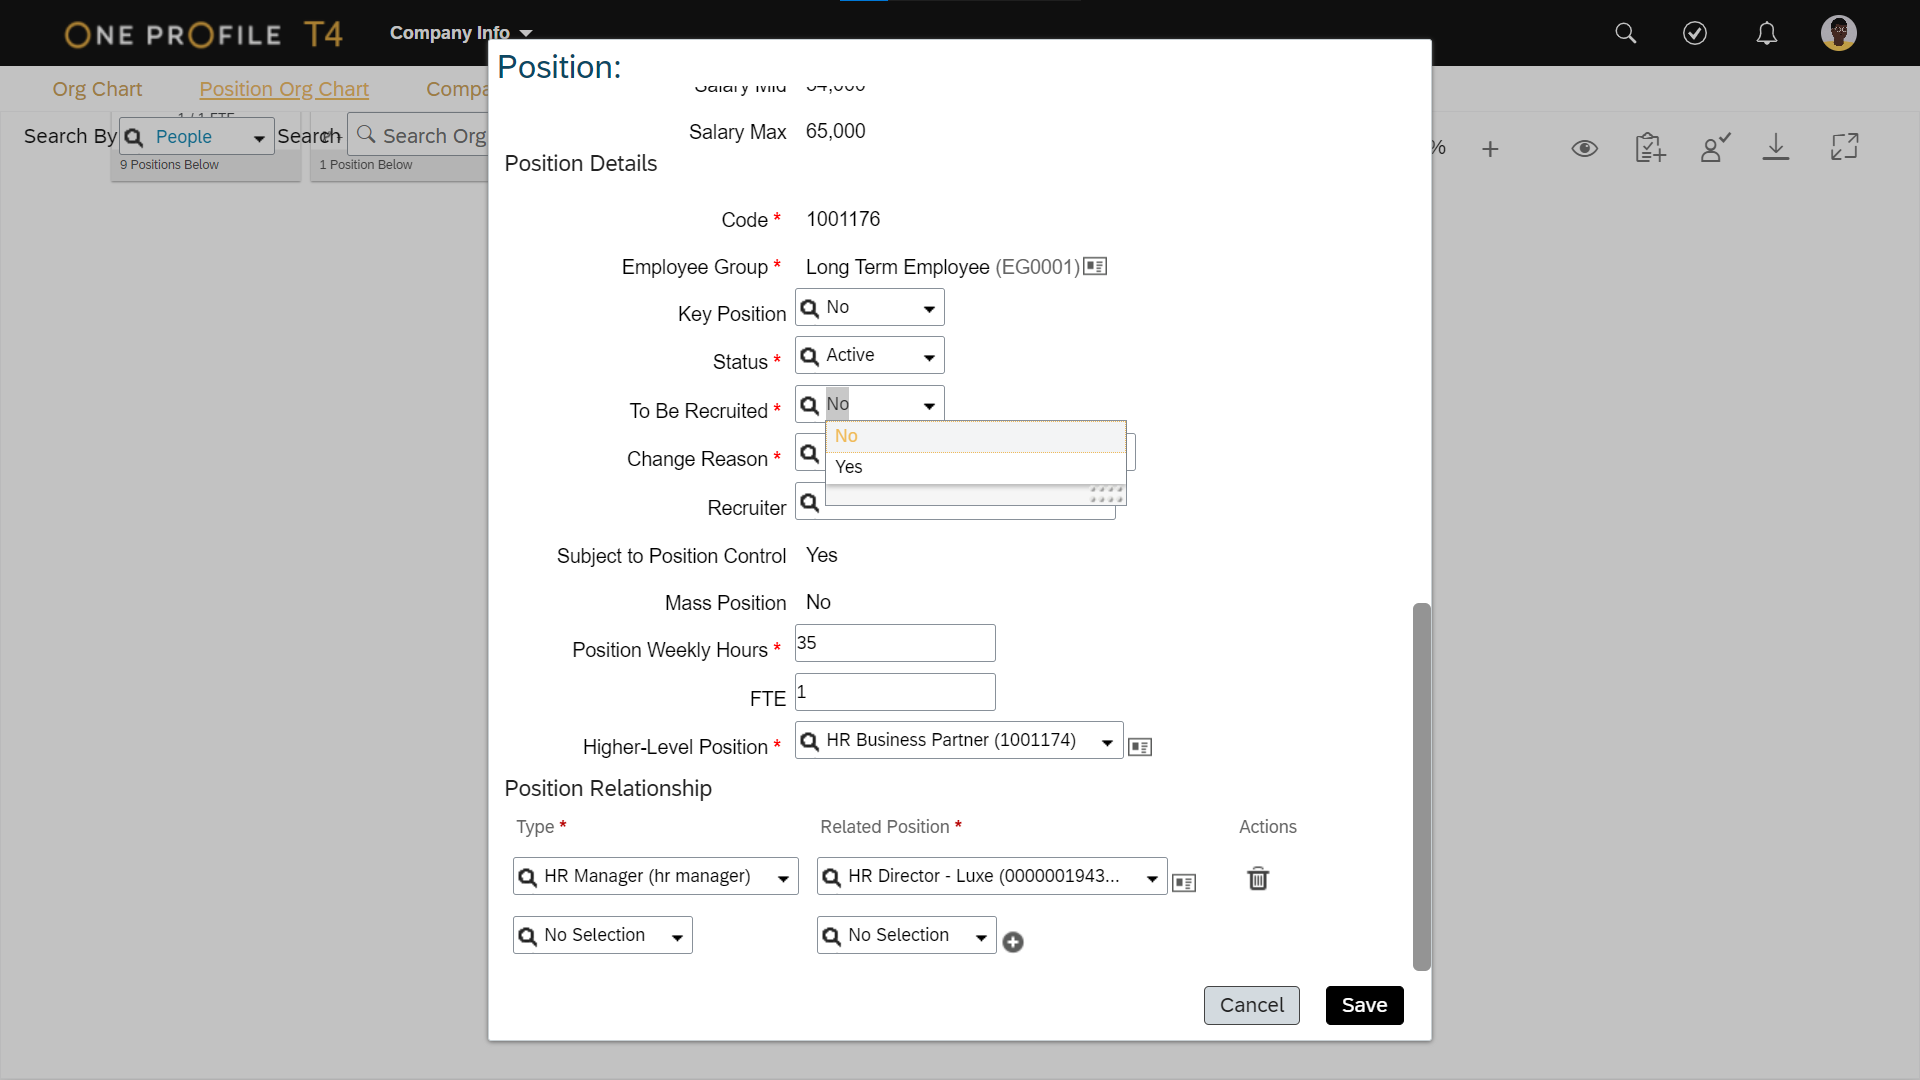 ONE PROFILE T4
Company Info
Org Chart
Position Org Chart
Compa
Search By
People
Search
Search Org
9 Positions Below
1 Position Below
%
Position:
Salary Mid 54,000
Salary Max 65,000
Position Details
Code * 1001176
Employee Group * Long Term Employee (EG0001)
Key Position No
Status * Active
To Be Recruited * No
No
Yes
Change Reason *
Recruiter
Subject to Position Control Yes
Mass Position No
Position Weekly Hours * 35
FTE 1
Higher-Level Position * HR Business Partner (1001174)
Position Relationship
Type * Related Position * Actions
HR Manager (hr manager) HR Director - Luxe (0000001943...
No Selection No Selection
Cancel Save